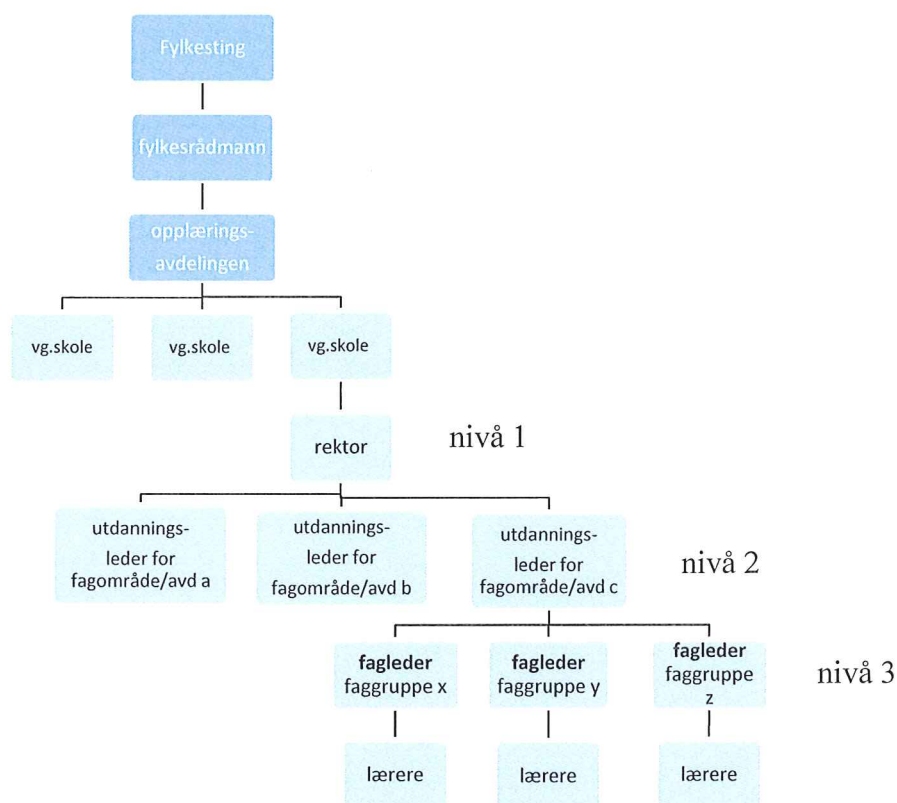 Fylkesting
fylkesrådmann
opplærings-
avdelingen
vg.skole
vg.skole
vg.skole
rektor
nivå 1
utdannings-
leder for
fagområde/avd a
utdannings-
leder for
fagområde/avd b
utdannings-
leder for
fagområde/avd c
nivå 2
fagleder
faggruppe x
fagleder
faggruppe y
fagleder
faggruppe
z
nivå 3
lærere
lærere
lærere